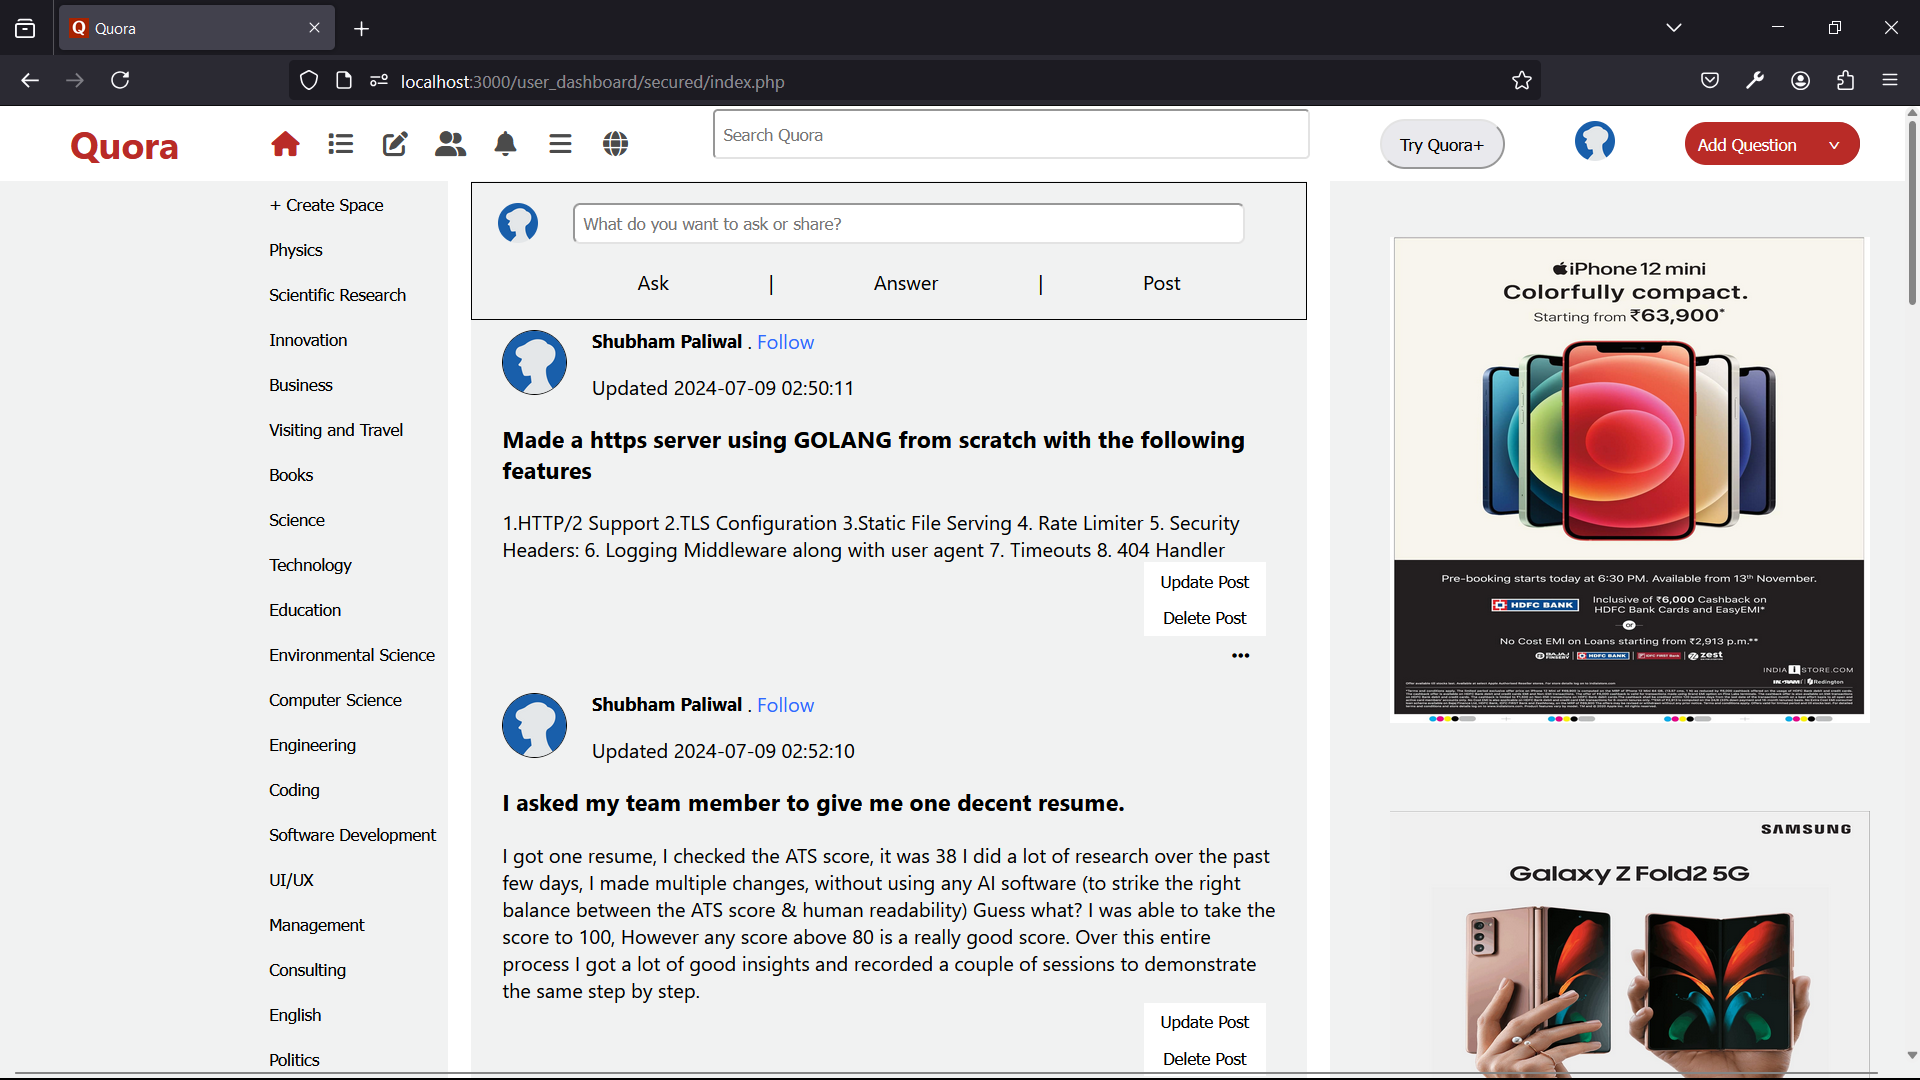 Quora
localhost:3000/user_dashboard/secured/index.php
Quora
Search Quora
Try Quora+
Add Question
+ Create Space
Physics
Scientific Research
Innovation
Business
Visiting and Travel
Books
Science
Technology
Education
Environmental Science
Computer Science
Engineering
Coding
Software Development
UI/UX
Management
Consulting
English
Politics
What do you want to ask or share?
Ask | Answer | Post
Shubham Paliwal . Follow
Updated 2024-07-09 02:50:11
Made a https server using GOLANG from scratch with the following
features
1.HTTP/2 Support 2.TLS Configuration 3.Static File Serving 4. Rate Limiter 5. Security
Headers: 6. Logging Middleware along with user agent 7. Timeouts 8. 404 Handler
Update Post
Delete Post
•••
Shubham Paliwal . Follow
Updated 2024-07-09 02:52:10
I asked my team member to give me one decent resume.
I got one resume, I checked the ATS score, it was 38 I did a lot of research over the past
few days, I made multiple changes, without using any AI software (to strike the right
balance between the ATS score & human readability) Guess what? I was able to take the
score to 100, However any score above 80 is a really good score. Over this entire
process I got a lot of good insights and recorded a couple of sessions to demonstrate
the same step by step.
Update Post
Delete Post
iPhone 12 mini
Colorfully compact.
Starting from ₹63,900*
Pre-booking starts today at 6:30 PM. Available from 13th November.
HDFC BANK
Inclusive of ₹6,000 Cashback on
HDFC Bank Cards and EasyEMI*
or
No Cost EMI on Loans starting from ₹2,913 p.m.**
BAJAJ FINSERV | HDFC BANK | IDFC FIRST Bank | zest
INDIA iSTORE.COM
INGRAM Redington
SAMSUNG
Galaxy Z Fold2 5G